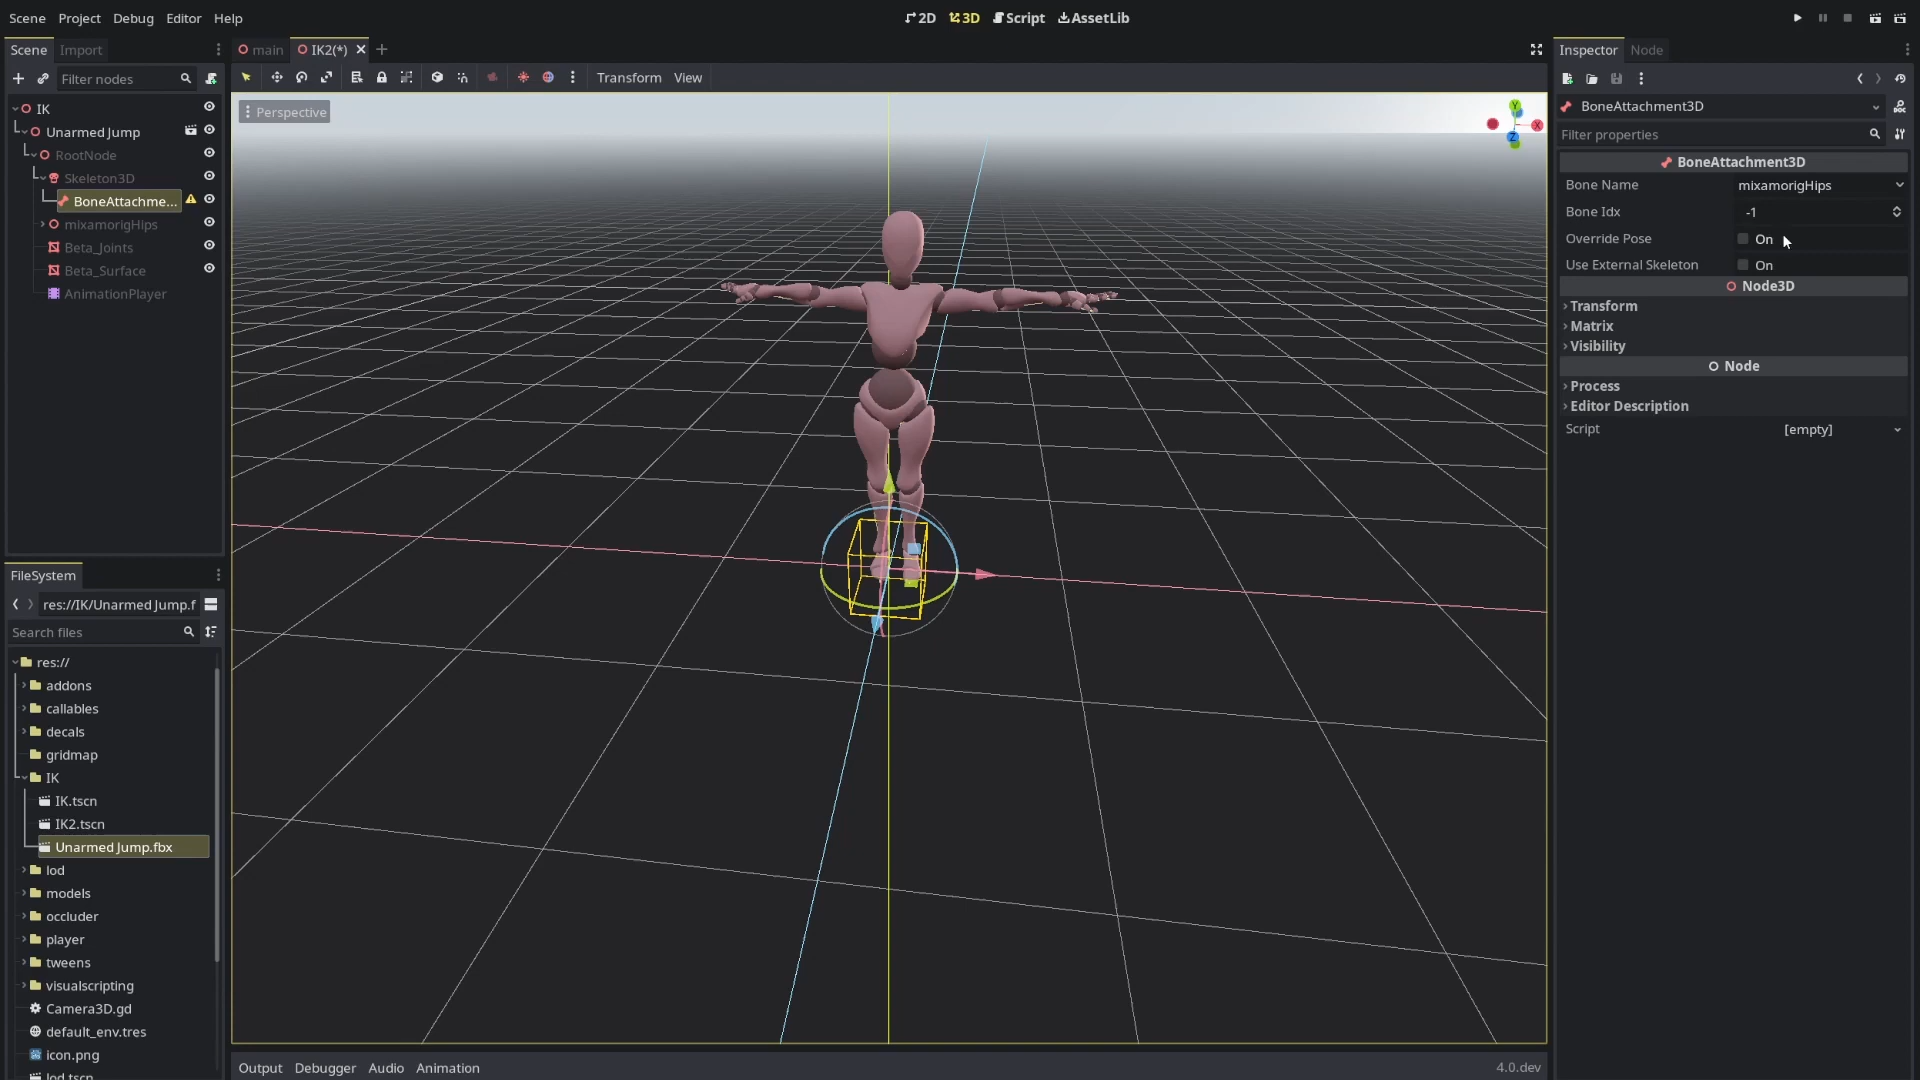 Scene Project Debug Editor Help
2D 3D Script AssetLib
Scene Import
main IK2(*)
Inspector Node
Filter nodes
Transform View
Perspective
IK
Unarmed Jump
RootNode
Skeleton3D
BoneAttachme...
mixamorigHips
Beta_Joints
Beta_Surface
AnimationPlayer
Y
X
Z
FileSystem
res://IK/Unarmed Jump.f
Search files
res://
addons
callables
decals
gridmap
IK
IK.tscn
IK2.tscn
Unarmed Jump.fbx
lod
models
occluder
player
tweens
visualscripting
Camera3D.gd
default_env.tres
icon.png
lod.tscn
Output Debugger Audio Animation
4.0.dev
BoneAttachment3D
Filter properties
BoneAttachment3D
Bone Name mixamorigHips
Bone Idx -1
Override Pose On
Use External Skeleton On
Node3D
Transform
Matrix
Visibility
Node
Process
Editor Description
Script [empty]